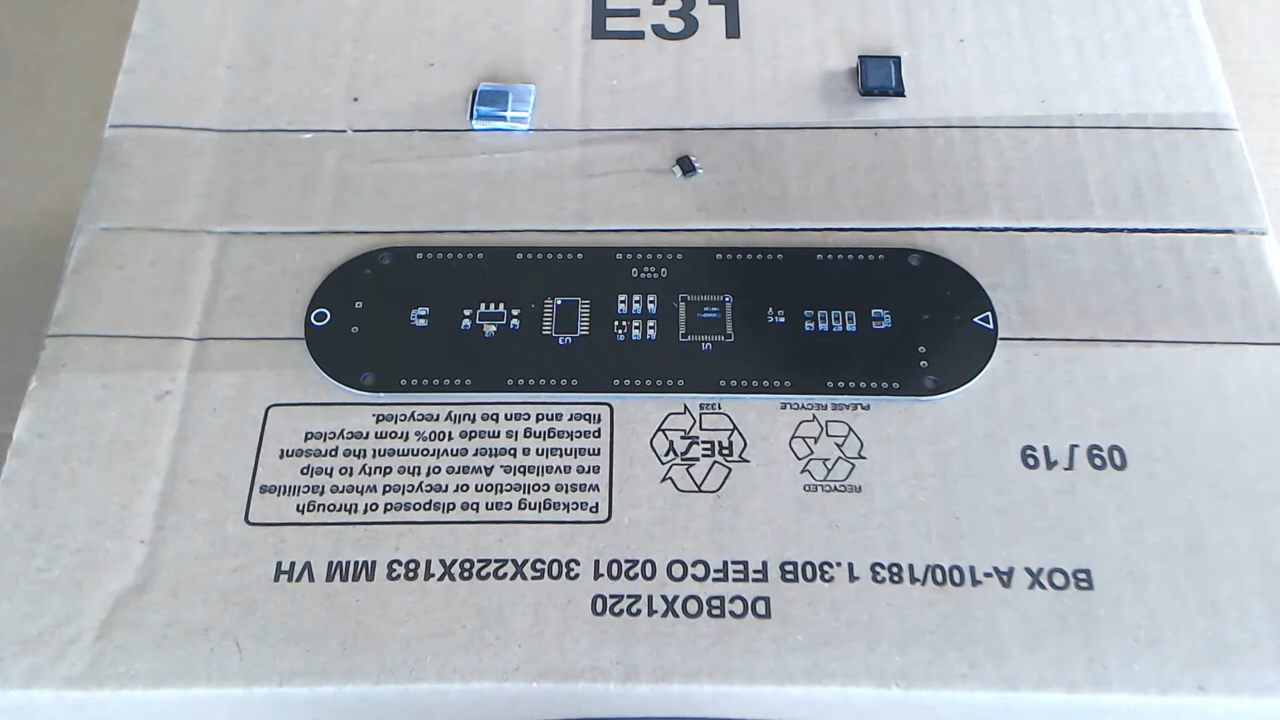 E31
Packaging can be disposed of through
waste collection or recycled where facilities
are available. Aware of the duty to help
maintain a better environment the present
packaging is made 100% from recycled
fiber and can be fully recycled.
RECYCLED
PLEASE RECYCLE
RE-Z-Y
1325
09 / 19
BOX A-100/183 1.30B FEFCO 0201 305X228X183 MM VH
DCBOX1220
U1
U3
U2
MIC